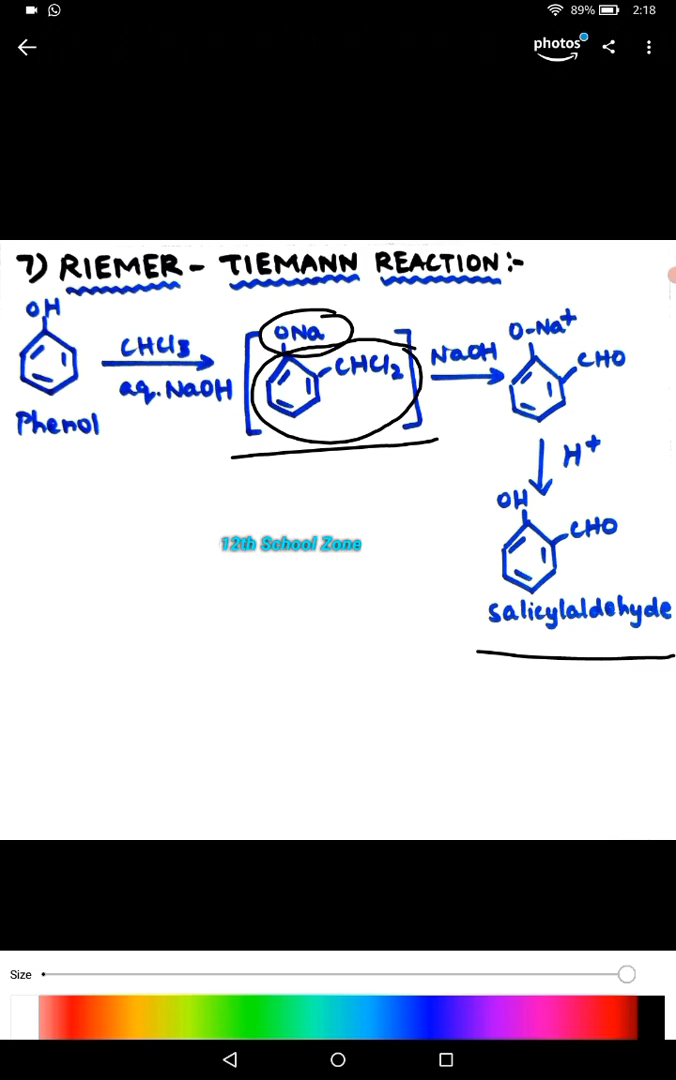 89% 2:18
photos
7) RIEMER - TIEMANN REACTION :-
OH
CHCl3
aq. NaOH
Phenol
ONa
CHCl2
NaOH
O-Na+
CHO
H+
OH
CHO
Salicylaldehyde
12th School Zone
Size